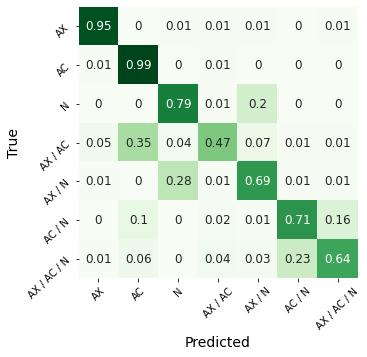 AX 0.95 0 0.01 0.01 0.01 0 0.01
AC 0.01 0.99 0 0.01 0 0 0
N 0 0 0.79 0.01 0.2 0 0
AX / AC 0.05 0.35 0.04 0.47 0.07 0.01 0.01
AX / N 0.01 0 0.28 0.01 0.69 0.01 0.01
AC / N 0 0.1 0 0.02 0.01 0.71 0.16
AX / AC / N 0.01 0.06 0 0.04 0.03 0.23 0.64
True
AX AC N AX / AC AX / N AC / N AX / AC / N
Predicted